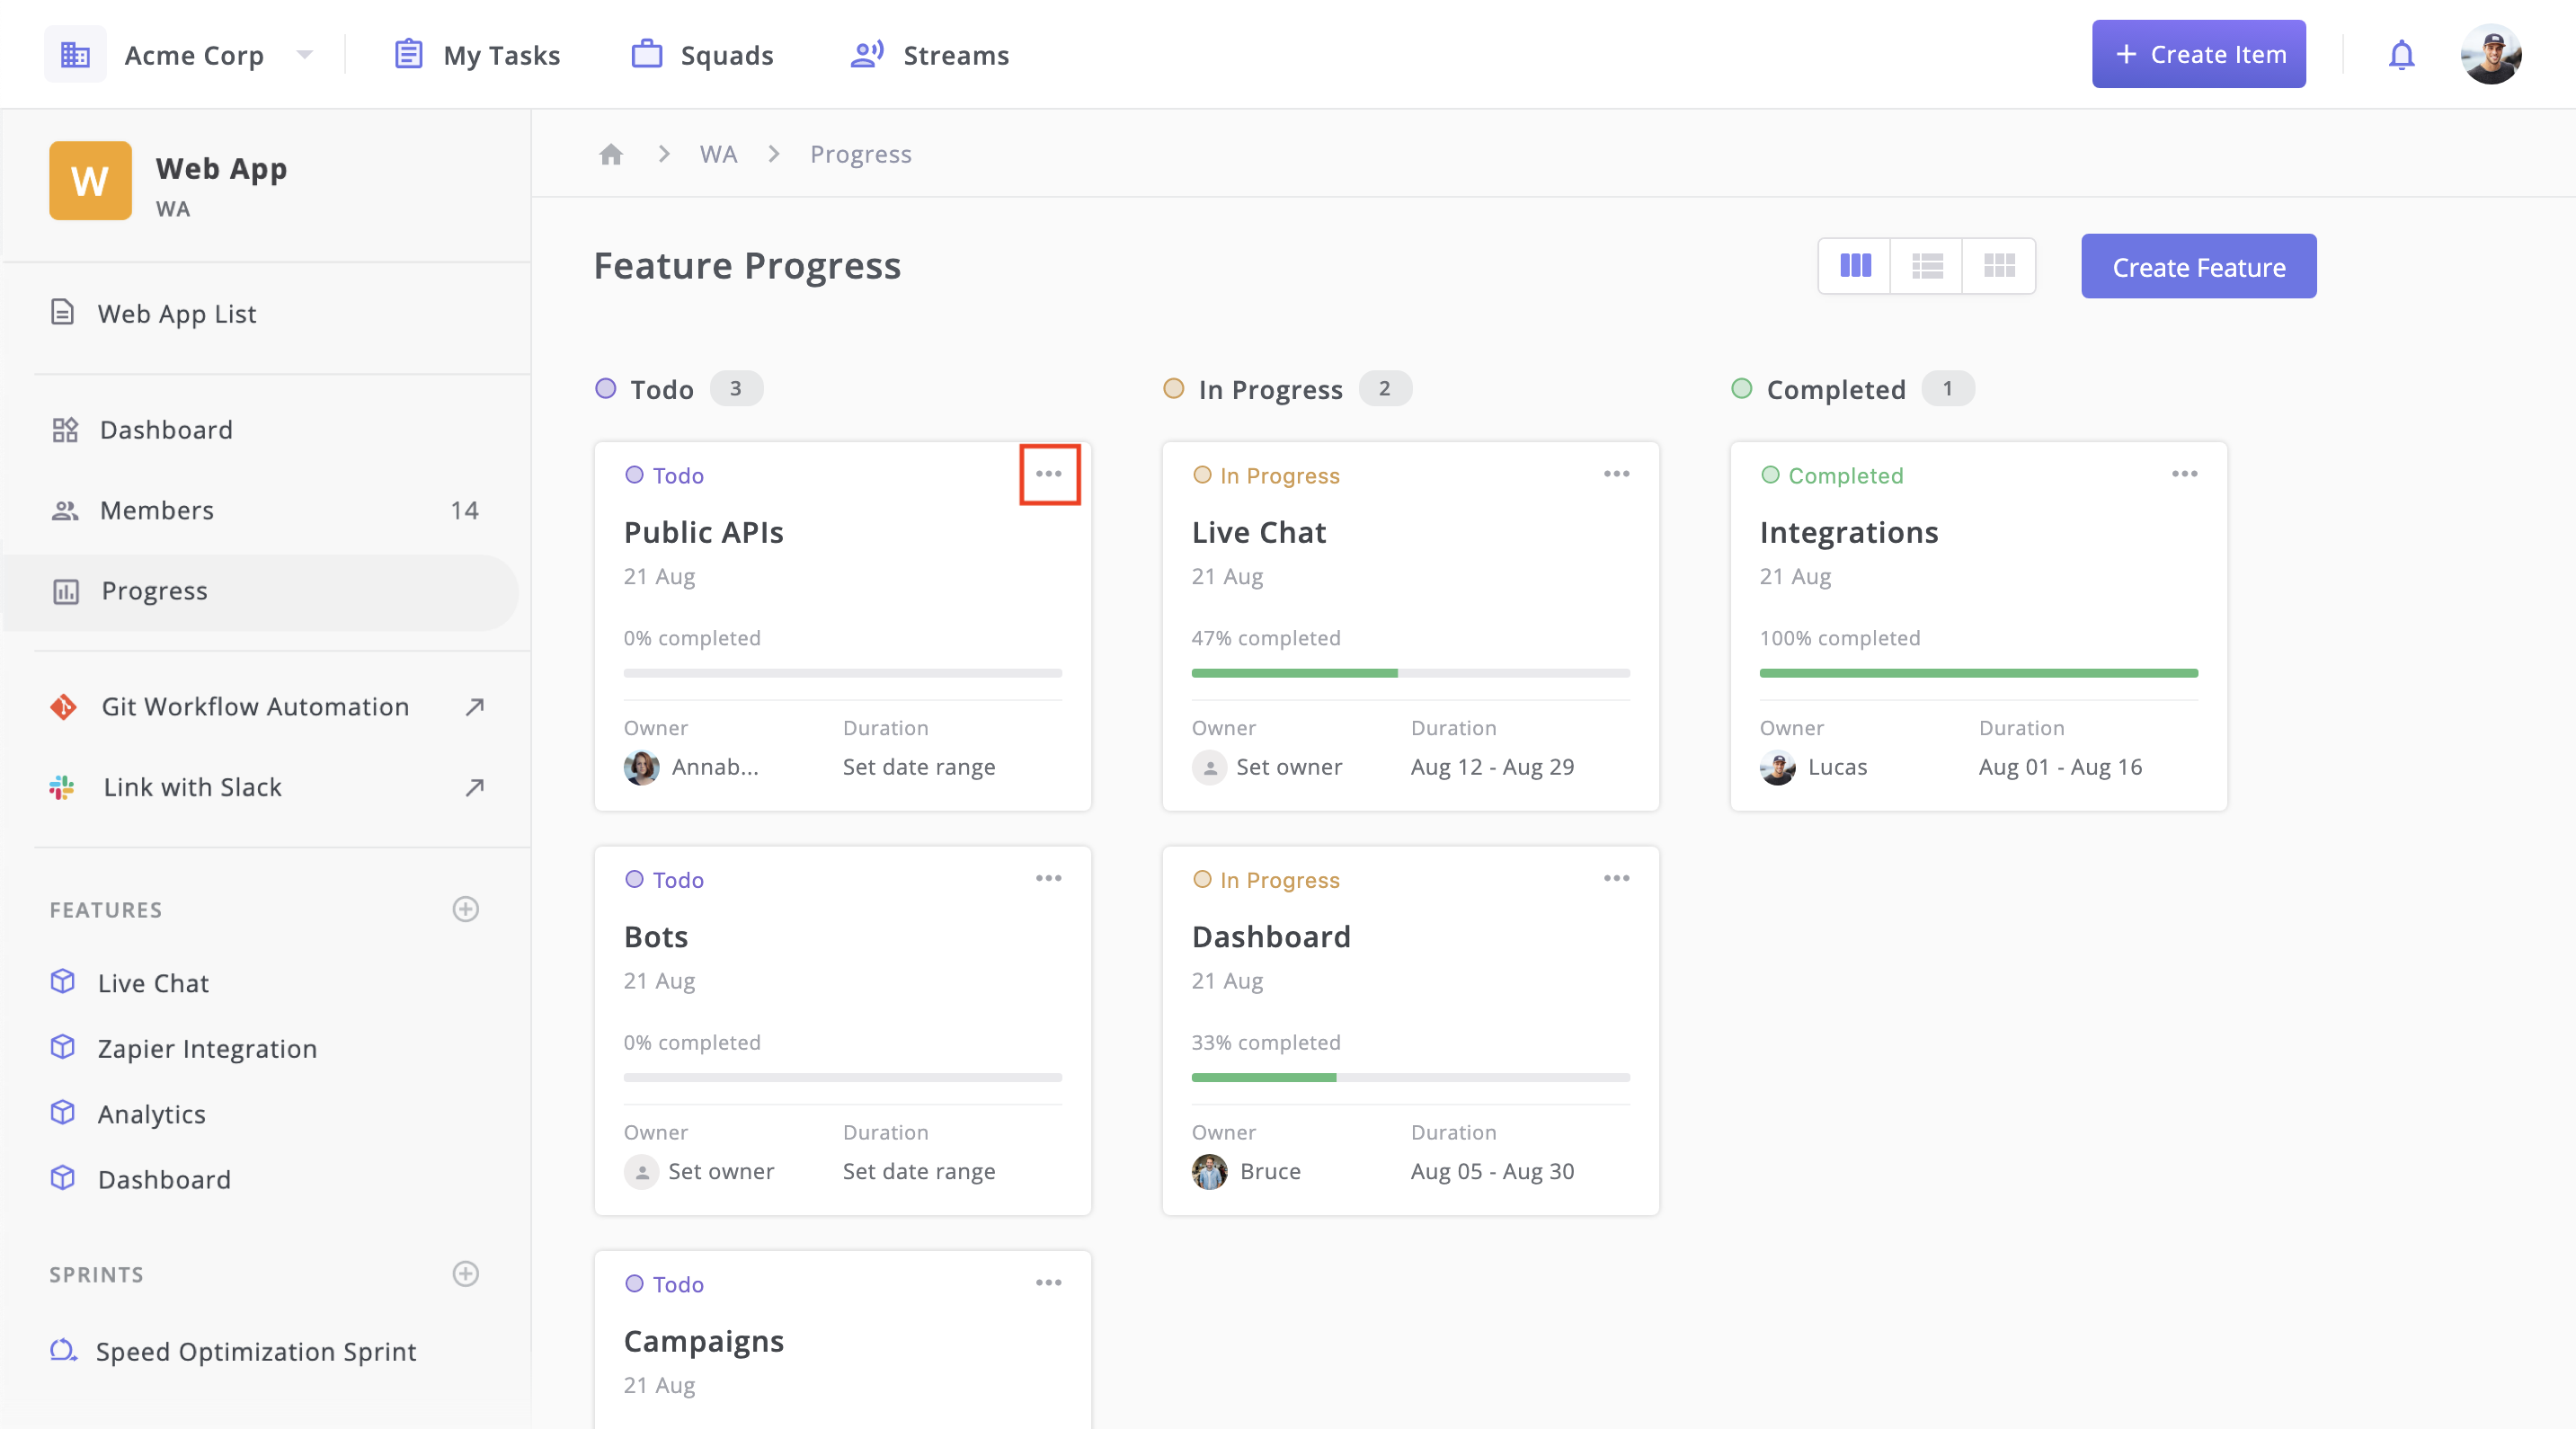 Acme Corp
My Tasks
Squads
Streams
+ Create Item
W
Web App
WA
Web App List
Dashboard
Members 14
Progress
Git Workflow Automation
Link with Slack
FEATURES
Live Chat
Zapier Integration
Analytics
Dashboard
SPRINTS
Speed Optimization Sprint
WA
Progress
Feature Progress
Create Feature
Todo 3
Todo
Public APIs
21 Aug
0% completed
Owner Duration
Annab... Set date range
Todo
Bots
21 Aug
0% completed
Owner Duration
Set owner Set date range
Todo
Campaigns
21 Aug
In Progress 2
In Progress
Live Chat
21 Aug
47% completed
Owner Duration
Set owner Aug 12 - Aug 29
In Progress
Dashboard
21 Aug
33% completed
Owner Duration
Bruce Aug 05 - Aug 30
Completed 1
Completed
Integrations
21 Aug
100% completed
Owner Duration
Lucas Aug 01 - Aug 16